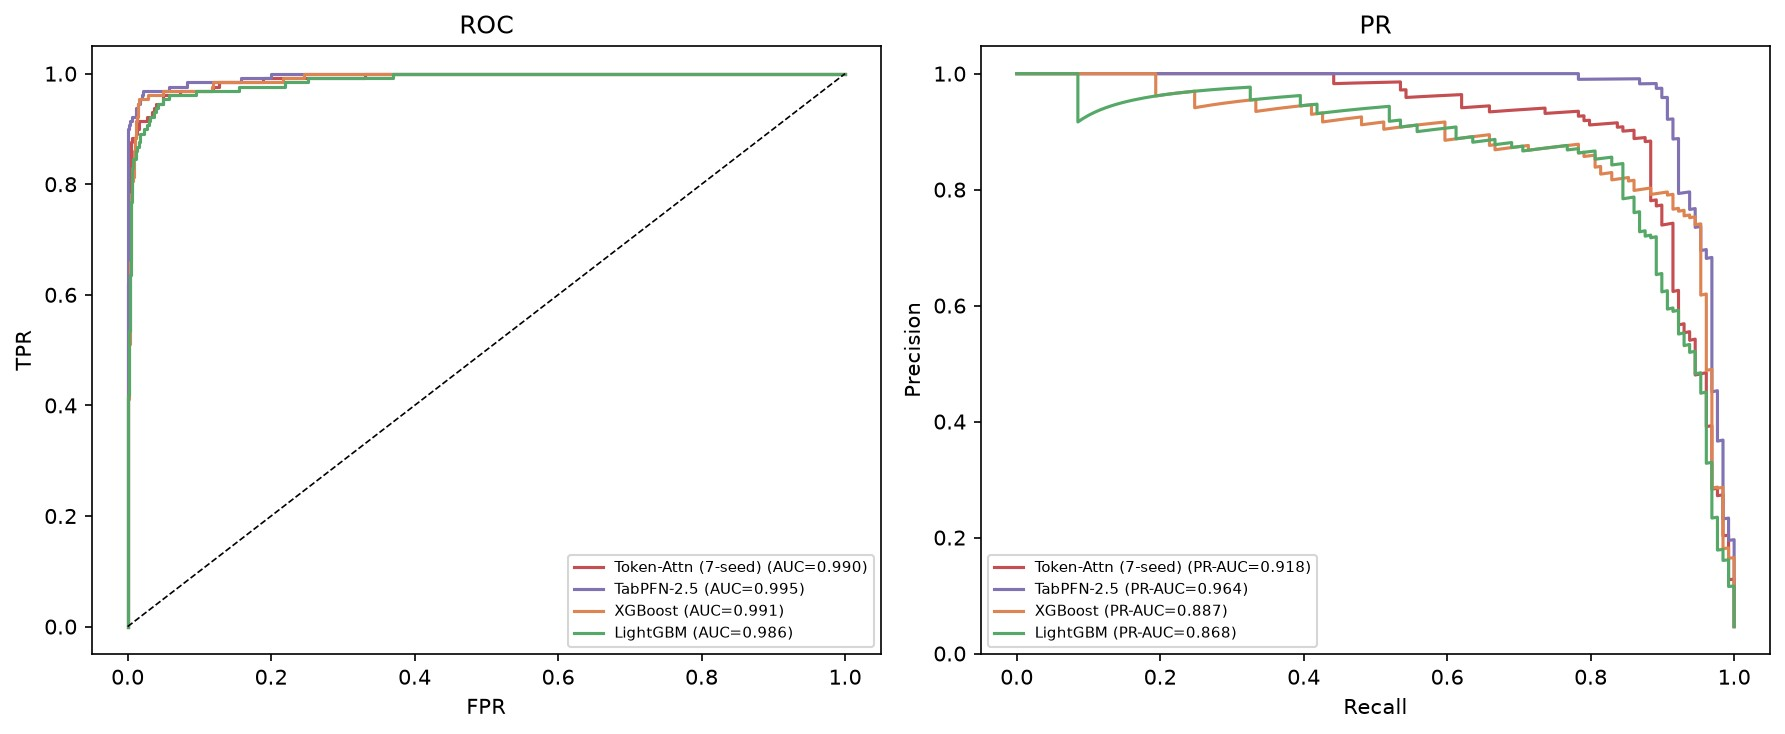 ROC
1.0
0.8
0.6
0.4
0.2
0.0
TPR
0.0 0.2 0.4 0.6 0.8 1.0
FPR
Token-Attn (7-seed) (AUC=0.990)
TabPFN-2.5 (AUC=0.995)
XGBoost (AUC=0.991)
LightGBM (AUC=0.986)
PR
1.0
0.8
0.6
0.4
0.2
0.0
Precision
0.0 0.2 0.4 0.6 0.8 1.0
Recall
Token-Attn (7-seed) (PR-AUC=0.918)
TabPFN-2.5 (PR-AUC=0.964)
XGBoost (PR-AUC=0.887)
LightGBM (PR-AUC=0.868)